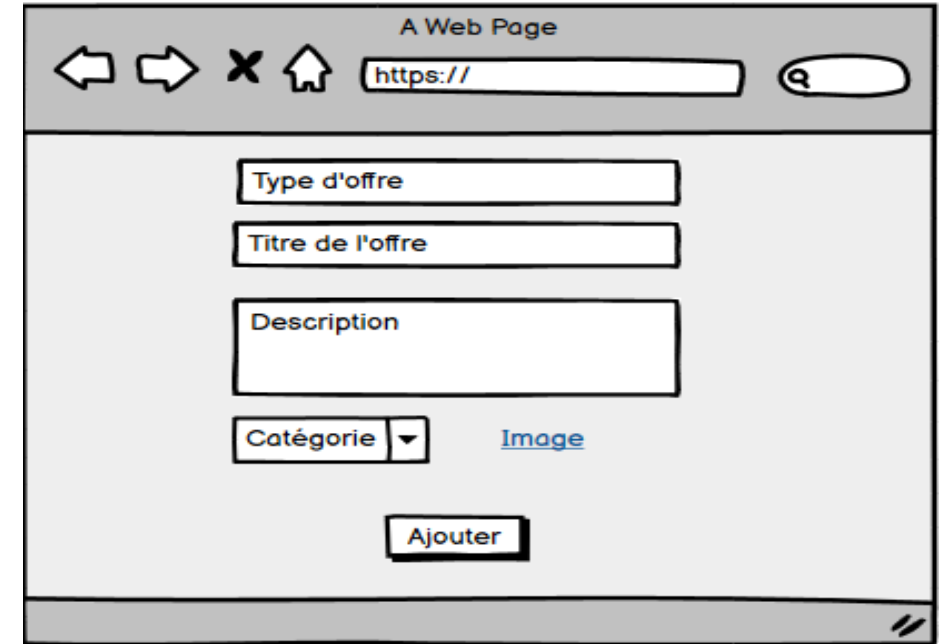 A Web Page
https://
Type d'offre
Titre de l'offre
Description
Catégorie
Image
Ajouter